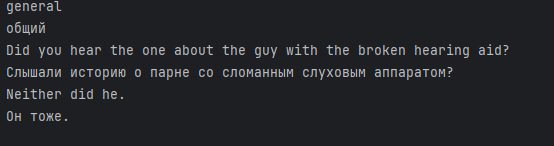 general
общий
Did you hear the one about the guy with the broken hearing aid?
Слышали историю о парне со сломанным слуховым аппаратом?
Neither did he.
Он тоже.